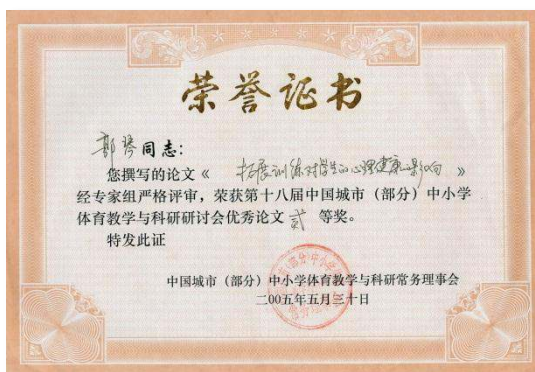 荣誉证书
郭琴同志：
您撰写的论文《拓展训练对学生的心理健康的影响》
经专家组严格评审，荣获第十八届中国城市（部分）中小学
体育教学与科研研讨会优秀论文贰等奖。
特发此证
中国城市（部分）中小学体育教学与科研常务理事会
二00五年五月三十日